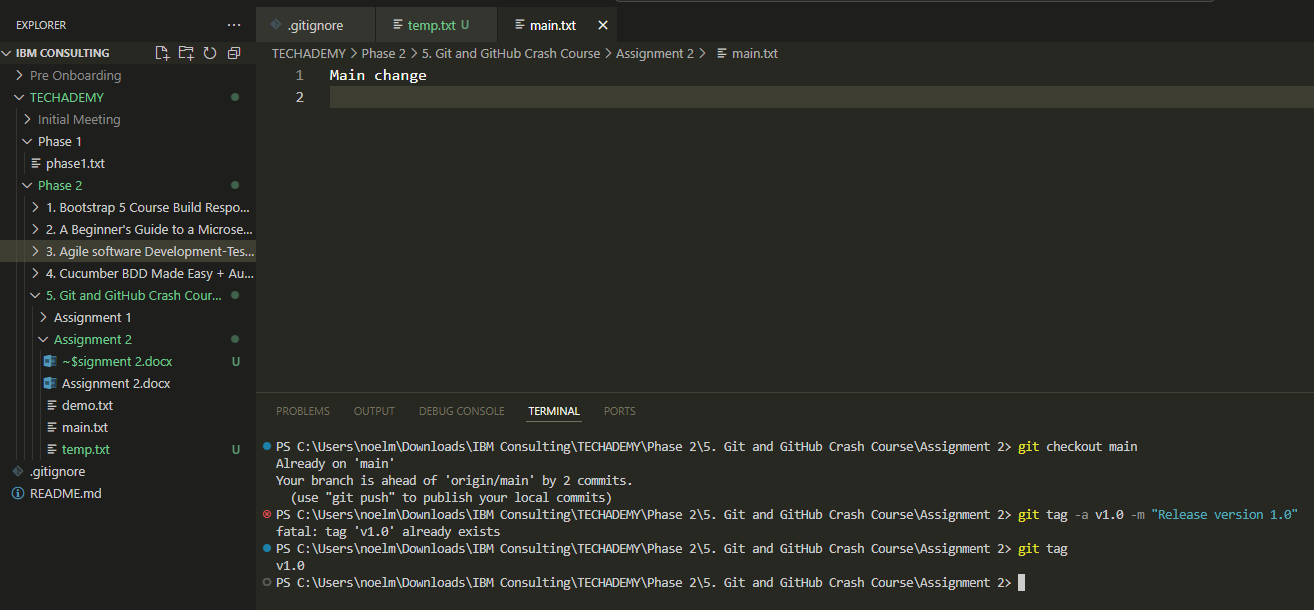 EXPLORER
IBM CONSULTING
Pre Onboarding
TECHADEMY
Initial Meeting
Phase 1
phase1.txt
Phase 2
1. Bootstrap 5 Course Build Respo...
2. A Beginner's Guide to a Microse...
3. Agile software Development-Tes...
4. Cucumber BDD Made Easy + Au...
5. Git and GitHub Crash Cour...
Assignment 1
Assignment 2
~$signment 2.docx U
Assignment 2.docx
demo.txt
main.txt
temp.txt U
.gitignore
README.md
.gitignore temp.txt U main.txt
TECHADEMY > Phase 2 > 5. Git and GitHub Crash Course > Assignment 2 > main.txt
1 Main change
2
PROBLEMS OUTPUT DEBUG CONSOLE TERMINAL PORTS
PS C:\Users\noelm\Downloads\IBM Consulting\TECHADEMY\Phase 2\5. Git and GitHub Crash Course\Assignment 2> git checkout main
Already on 'main'
Your branch is ahead of 'origin/main' by 2 commits.
(use "git push" to publish your local commits)
PS C:\Users\noelm\Downloads\IBM Consulting\TECHADEMY\Phase 2\5. Git and GitHub Crash Course\Assignment 2> git tag -a v1.0 -m "Release version 1.0"
fatal: tag 'v1.0' already exists
PS C:\Users\noelm\Downloads\IBM Consulting\TECHADEMY\Phase 2\5. Git and GitHub Crash Course\Assignment 2> git tag
v1.0
PS C:\Users\noelm\Downloads\IBM Consulting\TECHADEMY\Phase 2\5. Git and GitHub Crash Course\Assignment 2>